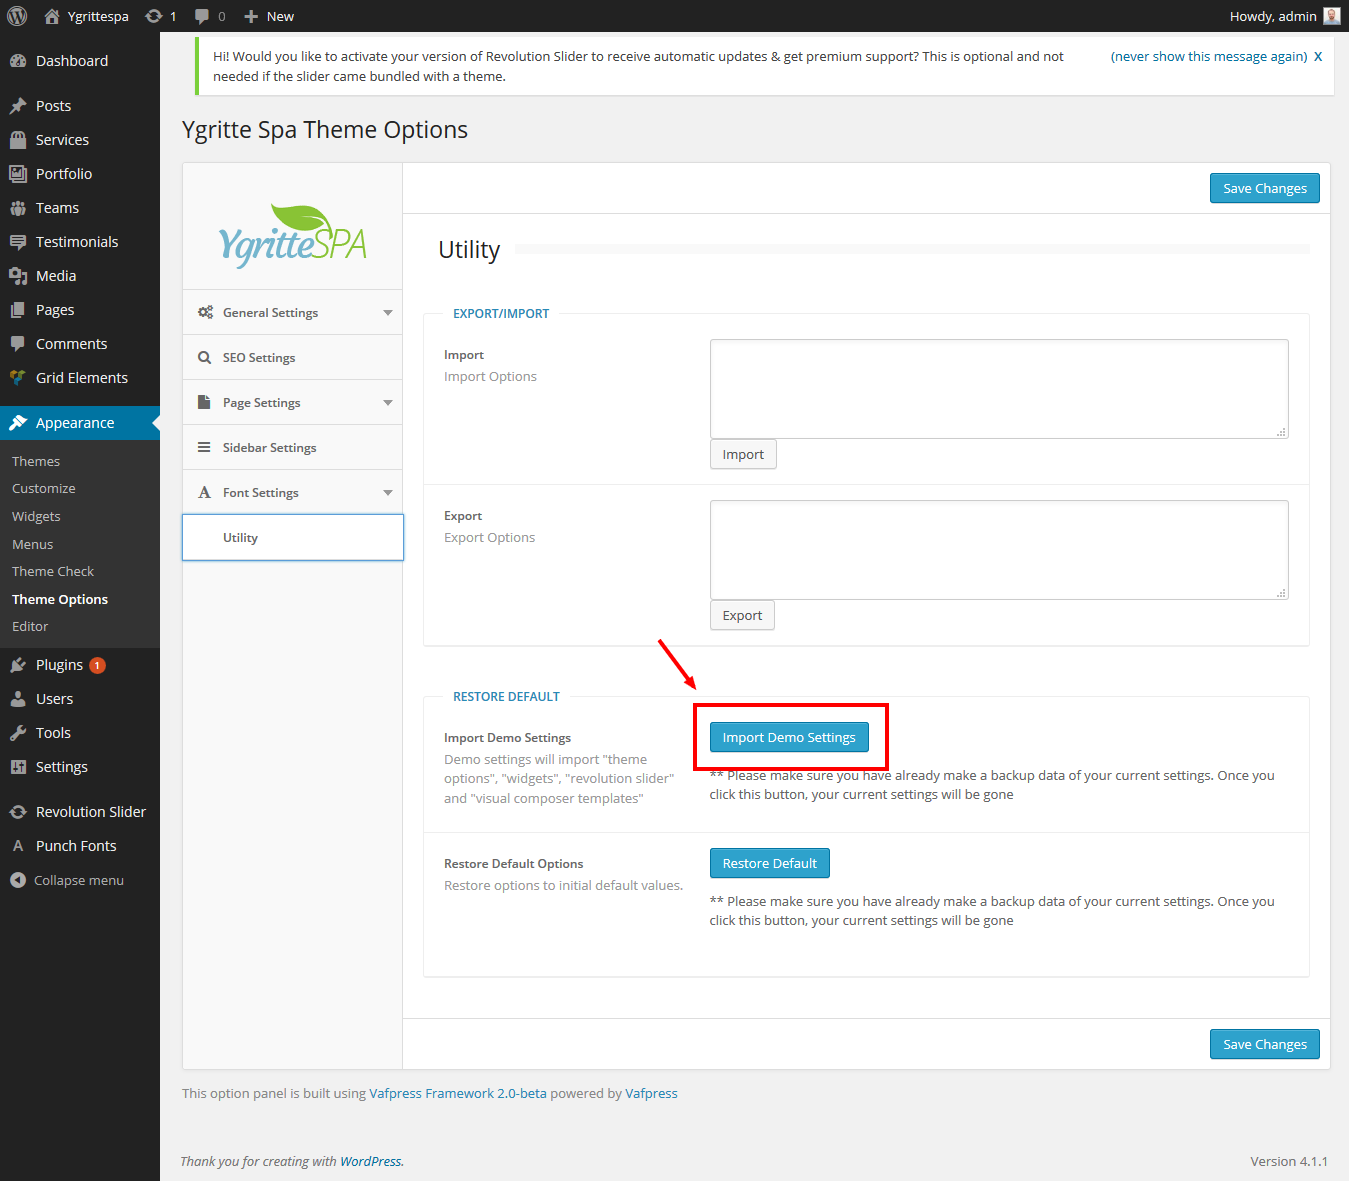 Ygrittespa 1 0 New Howdy, admin
Dashboard
Posts
Services
Portfolio
Teams
Testimonials
Media
Pages
Comments
Grid Elements
Appearance
Themes
Customize
Widgets
Menus
Theme Check
Theme Options
Editor
Plugins 1
Users
Tools
Settings
Revolution Slider
Punch Fonts
Collapse menu
Hi! Would you like to activate your version of Revolution Slider to receive automatic updates & get premium support? This is optional and not
needed if the slider came bundled with a theme.
(never show this message again) X
Ygritte Spa Theme Options
YgritteSPA
General Settings
SEO Settings
Page Settings
Sidebar Settings
Font Settings
Utility
Save Changes
Utility
EXPORT/IMPORT
Import
Import Options
Import
Export
Export Options
Export
RESTORE DEFAULT
Import Demo Settings
Demo settings will import "theme
options", "widgets", "revolution slider"
and "visual composer templates"
Import Demo Settings
** Please make sure you have already make a backup data of your current settings. Once you
click this button, your current settings will be gone
Restore Default Options
Restore options to initial default values.
Restore Default
** Please make sure you have already make a backup data of your current settings. Once you
click this button, your current settings will be gone
Save Changes
This option panel is built using Vafpress Framework 2.0-beta powered by Vafpress
Thank you for creating with WordPress.
Version 4.1.1